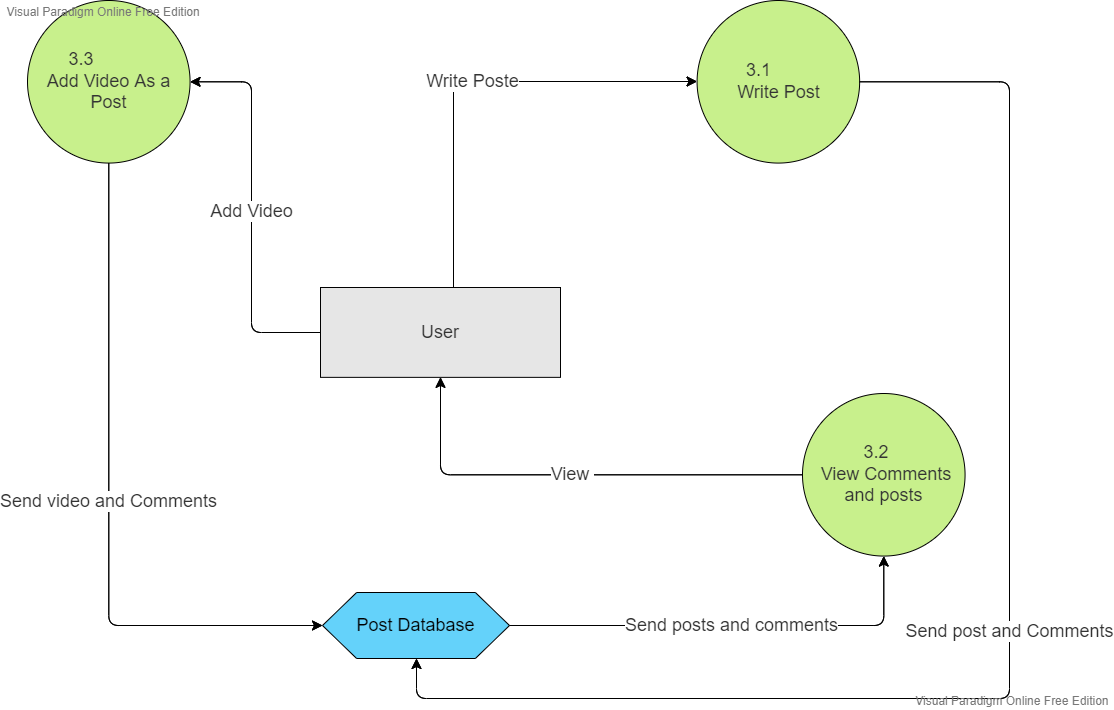 Visual Paradigm Online Free Edition
3.3
Add Video As a
Post
Write Poste
3.1
Write Post
Add Video
User
3.2
View Comments
and posts
View
Send video and Comments
Post Database
Send posts and comments
Send post and Comments
Visual Paradigm Online Free Edition